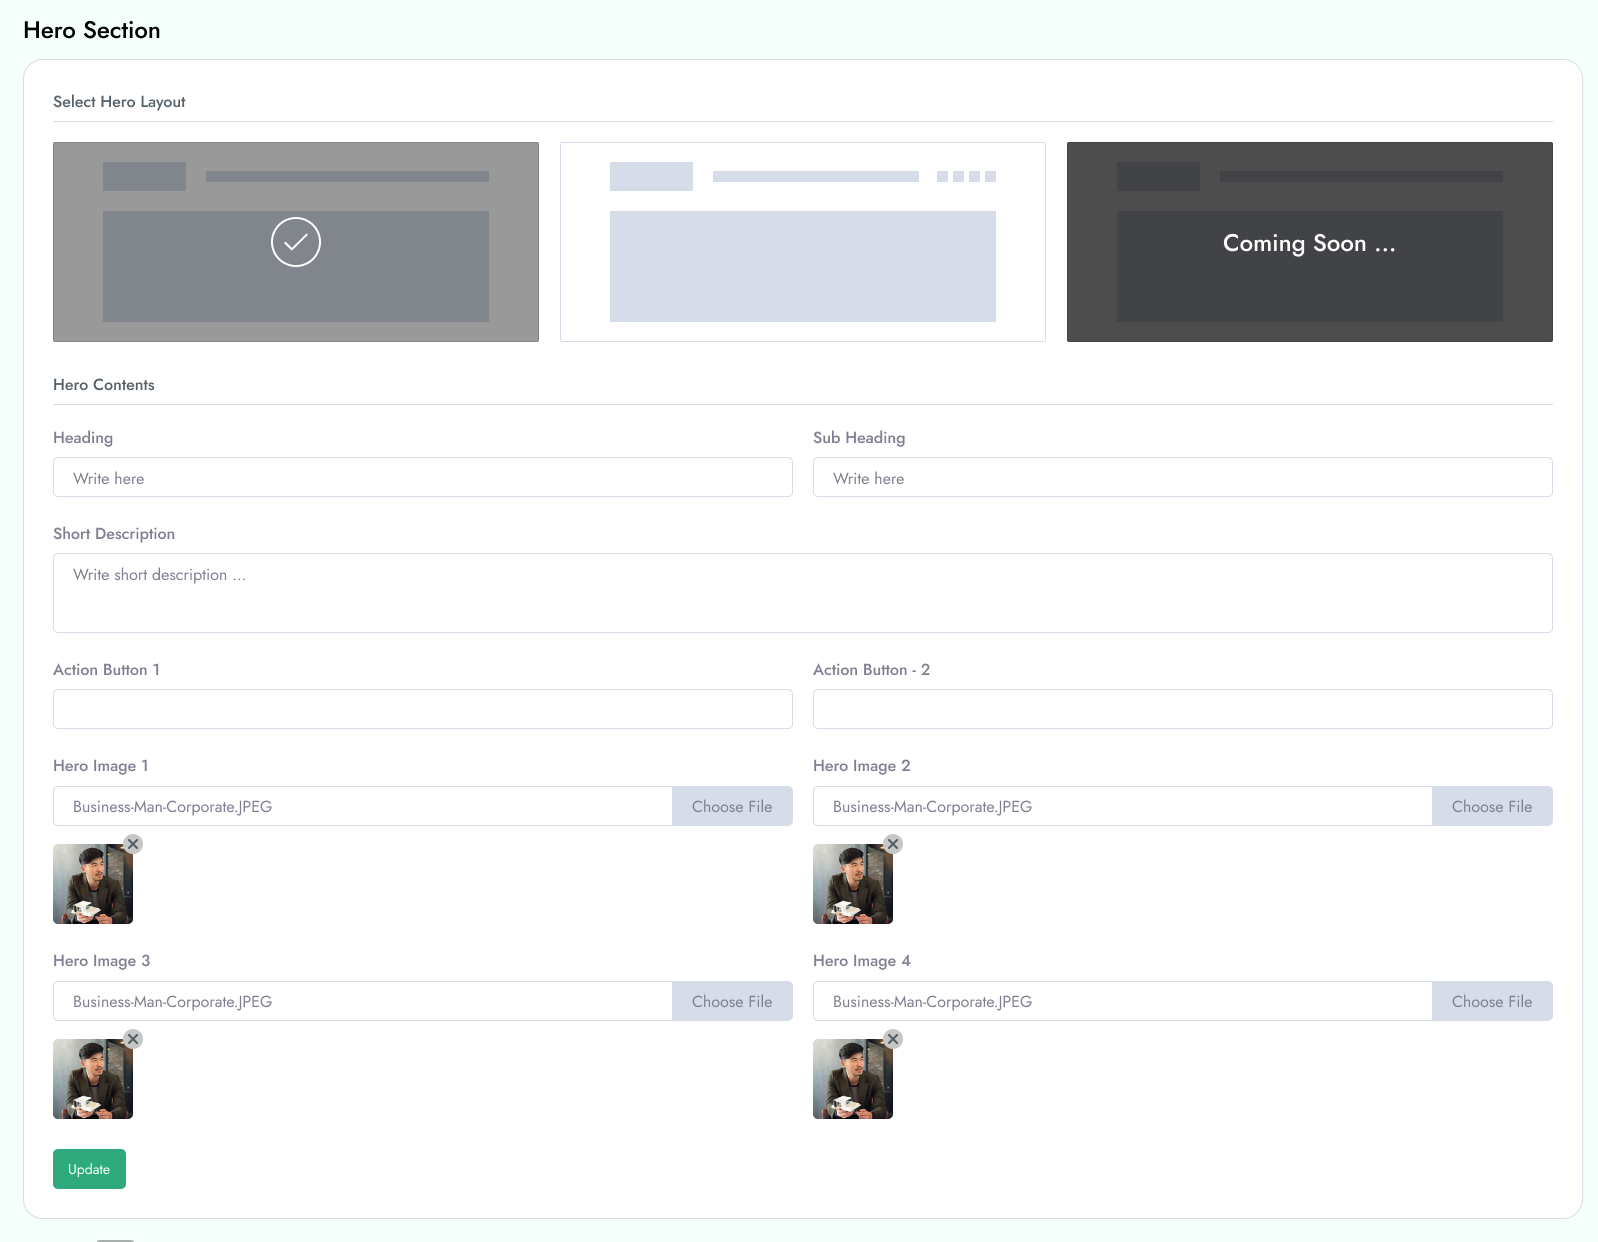 Hero Section
Select Hero Layout
Coming Soon ...
Hero Contents
Heading
Sub Heading
Write here
Write here
Short Description
Write short description ...
Action Button 1
Action Button - 2
Hero Image 1
Hero Image 2
Business-Man-Corporate.JPEG
Choose File
Business-Man-Corporate.JPEG
Choose File
Hero Image 3
Hero Image 4
Business-Man-Corporate.JPEG
Choose File
Business-Man-Corporate.JPEG
Choose File
Update